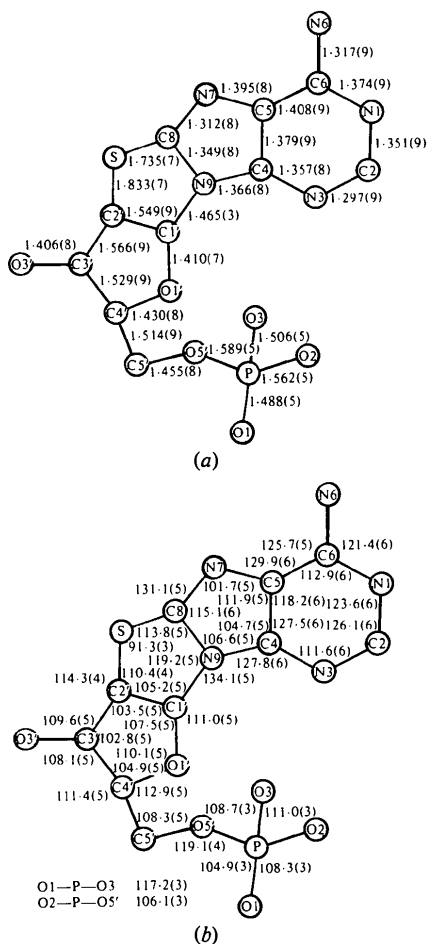 N6
1·317(9)
N7 1·395(8) C6 1·374(9)
C5 1·408(9) N1
1·312(8)
C8 1·379(9) 1·351(9)
S 1·735(7) 1·349(8) C4 1·357(8) C2
1·833(7) N9 1·366(8) N3 1·297(9)
C2' 1·549(9) 1·465(3)
1·406(8) C1'
O3' C3' 1·566(9) 1·410(7)
1·529(9) O1'
C4' 1·430(8) O3
1·514(9) 1·506(5)
O5' 1·589(5) O2
C5' 1·455(8) P 1·562(5)
1·488(5)
O1
(a)
N6
125·7(5) 121·4(6)
N7 C6
101·7(5) 129·9(6) 112·9(6) N1
131·1(5) C5
111·9(5) 118·2(6) 123·6(6)
C8 115·1(6) 104·7(5) 127·5(6) 126·1(6)
S 113·8(5) 106·6(5) C4 111·6(6) C2
91·3(3) N9 127·8(6) N3
119·2(5) 134·1(5)
114·3(4) 110·4(4)
C2' 105·2(5)
103·5(5) C1' 111·0(5)
109·6(5) 107·5(5)
O3' C3' 102·8(5) 110·1(5)
108·1(5) 104·9(5) O1'
111·4(5) C4' 112·9(5) O3
108·3(5) 108·7(3) 111·0(3)
O5' O2
C5' 119·1(4) P
104·9(3) 108·3(3)
O1—P—O3 117·2(3)
O2—P—O5' 106·1(3)
O1
(b)